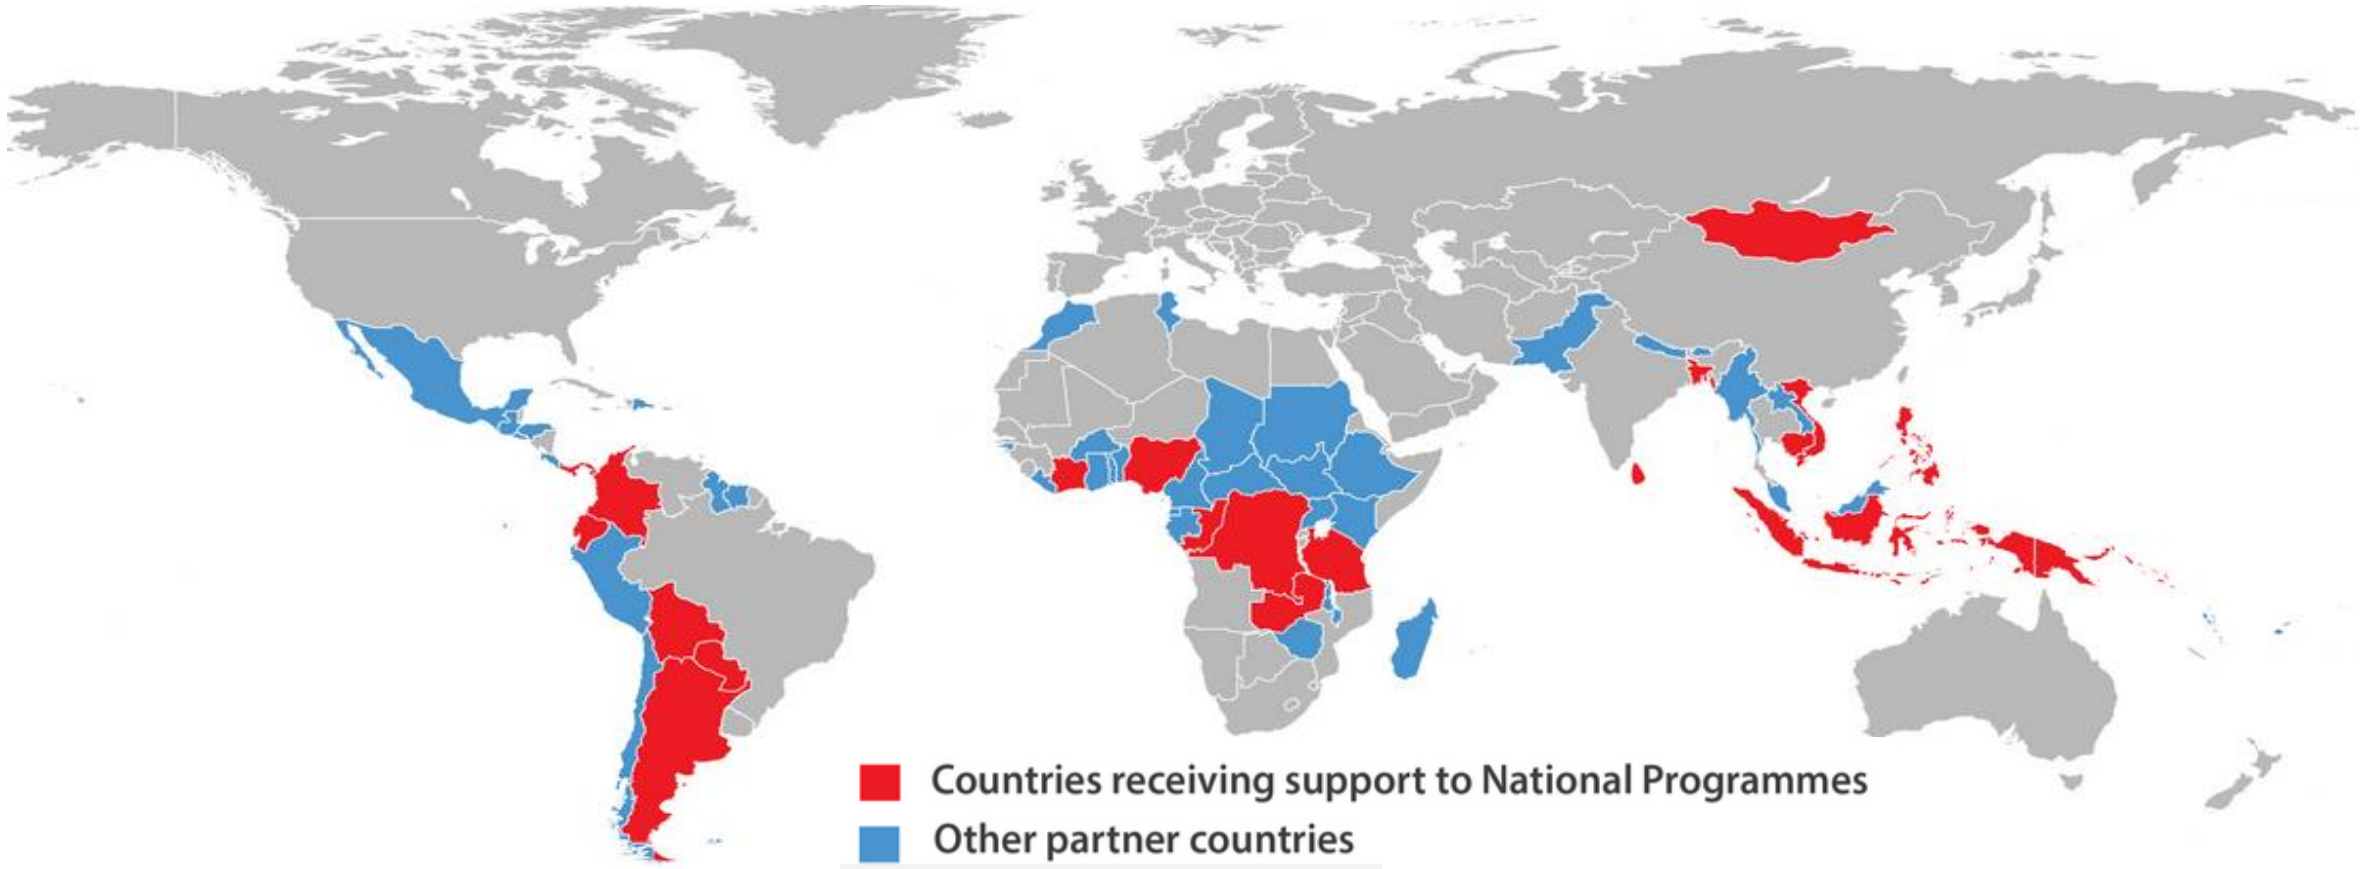 Countries receiving support to National Programmes
Other partner countries